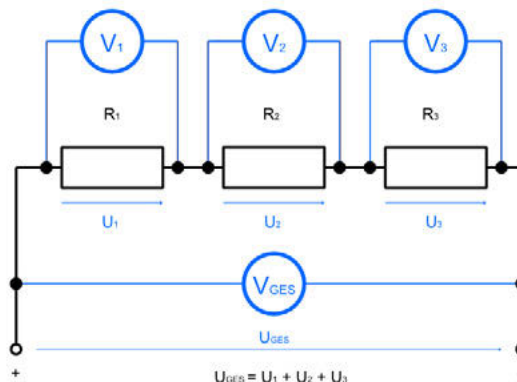 V1 V2 V3
R1 R2 R3
U1 U2 U3
VGES
UGES
+
UGES = U1 + U2 + U3